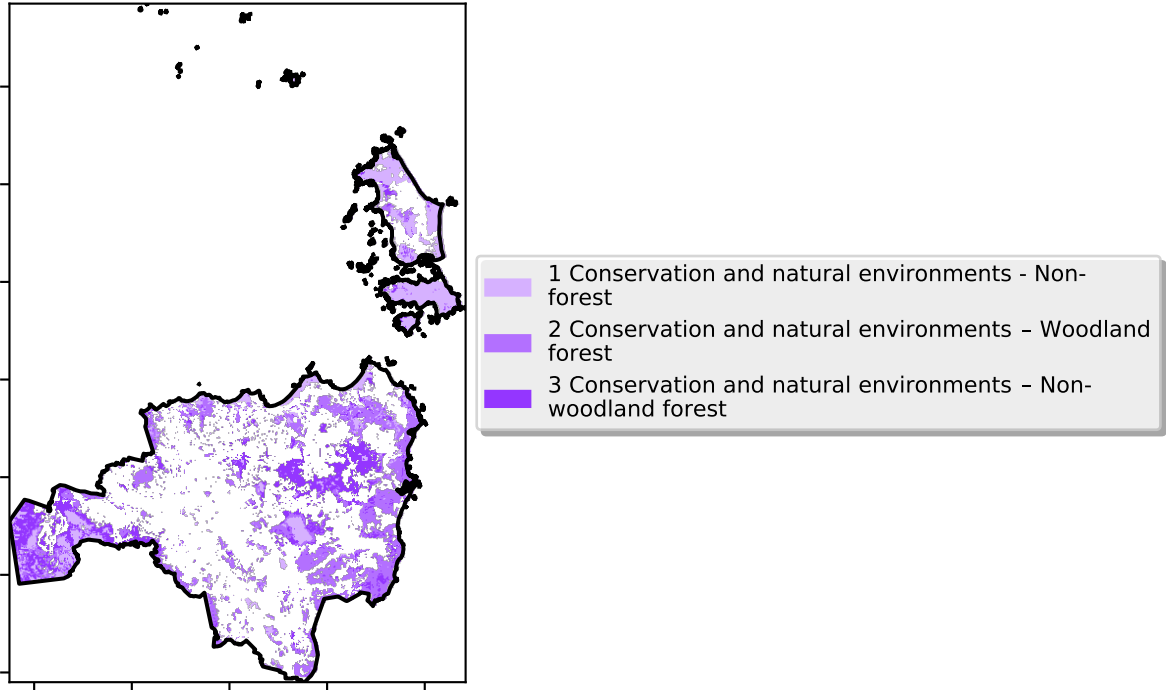 1 Conservation and natural environments - Non-
forest
2 Conservation and natural environments – Woodland
forest
3 Conservation and natural environments – Non-
woodland forest